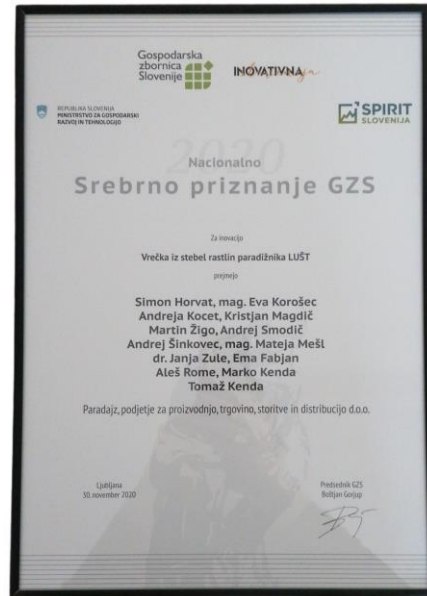 Gospodarska
zbornica
Slovenije
INOVATIVNA
REPUBLIKA SLOVENIJA
MINISTRSTVO ZA GOSPODARSKI
RAZVOJ IN TEHNOLOGIJO
SPIRIT
SLOVENIJA
2020
Nacionalno
Srebrno priznanje GZS
Za inovacijo
Vrečka iz stebel rastlin paradižnika LUŠT
prejmejo
Simon Horvat, mag. Eva Korošec
Andreja Kocet, Kristjan Magdič
Martin Žigo, Andrej Smodič
Andrej Šinkovec, mag. Mateja Mešl
dr. Janja Zule, Ema Fabjan
Aleš Rome, Marko Kenda
Tomaž Kenda
Paradajz, podjetje za proizvodnjo, trgovino, storitve in distribucijo d.o.o.
Ljubljana
30. november 2020
Predsednik GZS
Boštjan Gorjup